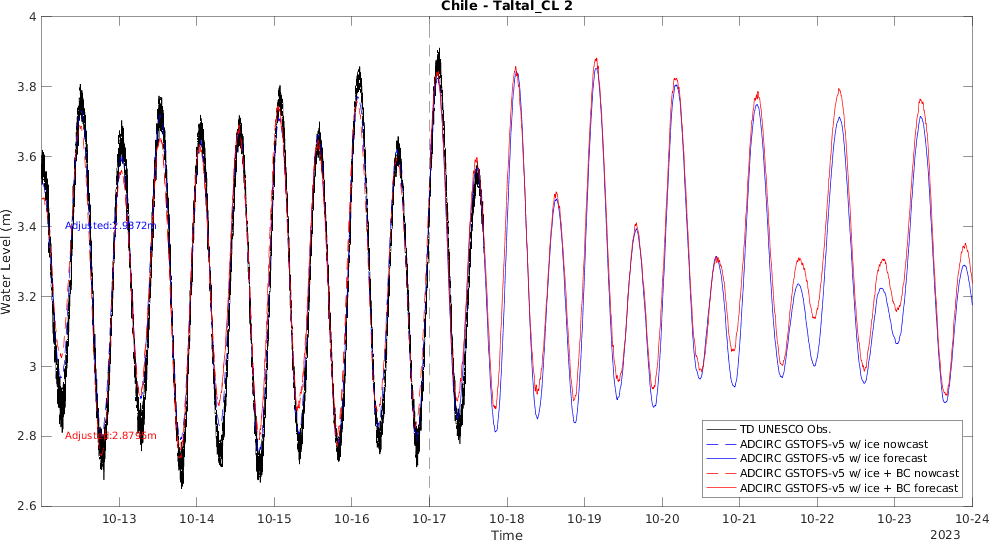 Chile - Taltal_CL 2
4
3.8
3.6
3.4
3.2
3
2.8
2.6
Water Level (m)
Adjusted:2.9372m
Adjusted:2.8796m
TD UNESCO Obs.
ADCIRC GSTOFS-v5 w/ ice nowcast
ADCIRC GSTOFS-v5 w/ ice forecast
ADCIRC GSTOFS-v5 w/ ice + BC nowcast
ADCIRC GSTOFS-v5 w/ ice + BC forecast
10-13 10-14 10-15 10-16 10-17 10-18 10-19 10-20 10-21 10-22 10-23 10-24
Time
2023